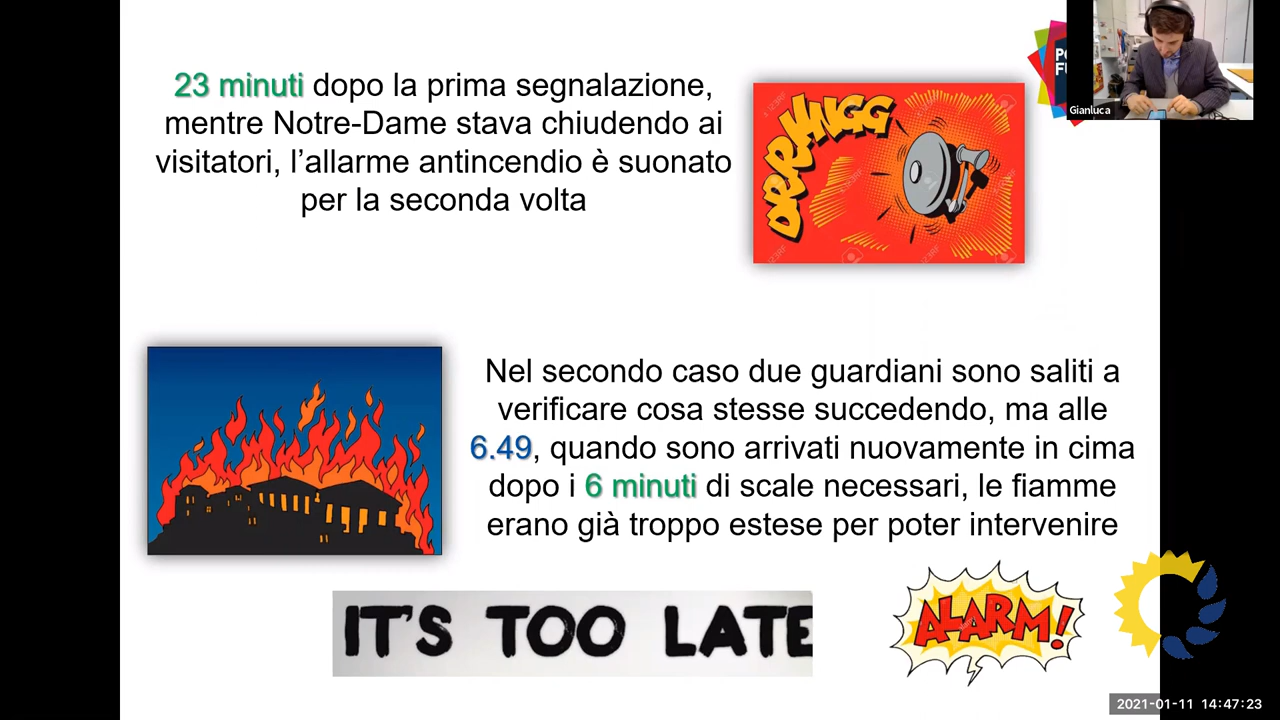 23 minuti dopo la prima segnalazione,
mentre Notre-Dame stava chiudendo ai
visitatori, l’allarme antincendio è suonato
per la seconda volta
DRRRINGG
Gianluca
Nel secondo caso due guardiani sono saliti a
verificare cosa stesse succedendo, ma alle
6.49, quando sono arrivati nuovamente in cima
dopo i 6 minuti di scale necessari, le fiamme
erano già troppo estese per poter intervenire
IT'S TOO LATE
ALARM!
2021-01-11 14:47:23